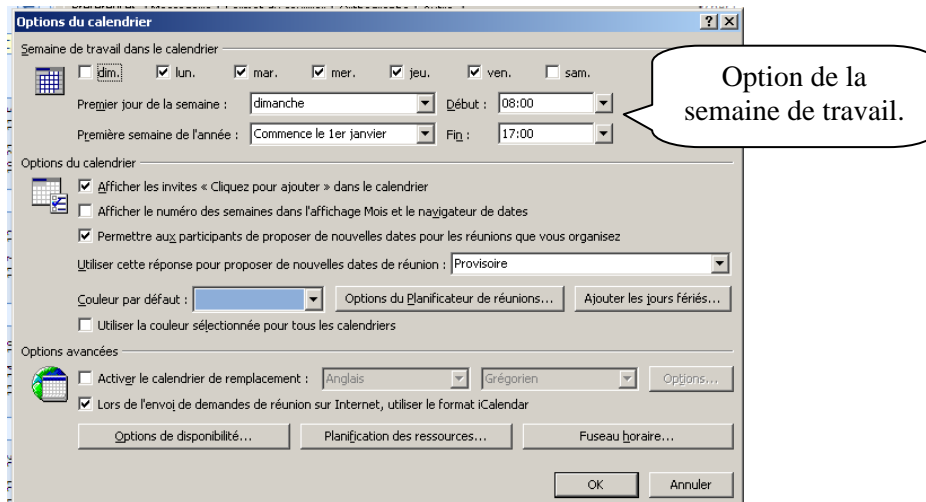 Options du calendrier
Semaine de travail dans le calendrier
dim. lun. mar. mer. jeu. ven. sam.
Premier jour de la semaine : dimanche Début : 08:00
Première semaine de l'année : Commence le 1er janvier Fin : 17:00
Option de la
semaine de travail.
Options du calendrier
Afficher les invites « Cliquez pour ajouter » dans le calendrier
Afficher le numéro des semaines dans l'affichage Mois et le navigateur de dates
Permettre aux participants de proposer de nouvelles dates pour les réunions que vous organisez
Utiliser cette réponse pour proposer de nouvelles dates de réunion : Provisoire
Couleur par défaut : Options du Planificateur de réunions... Ajouter les jours fériés...
Utiliser la couleur sélectionnée pour tous les calendriers
Options avancées
Activer le calendrier de remplacement : Anglais Grégorien Options...
Lors de l'envoi de demandes de réunion sur Internet, utiliser le format iCalendar
Options de disponibilité... Planification des ressources... Fuseau horaire...
OK Annuler